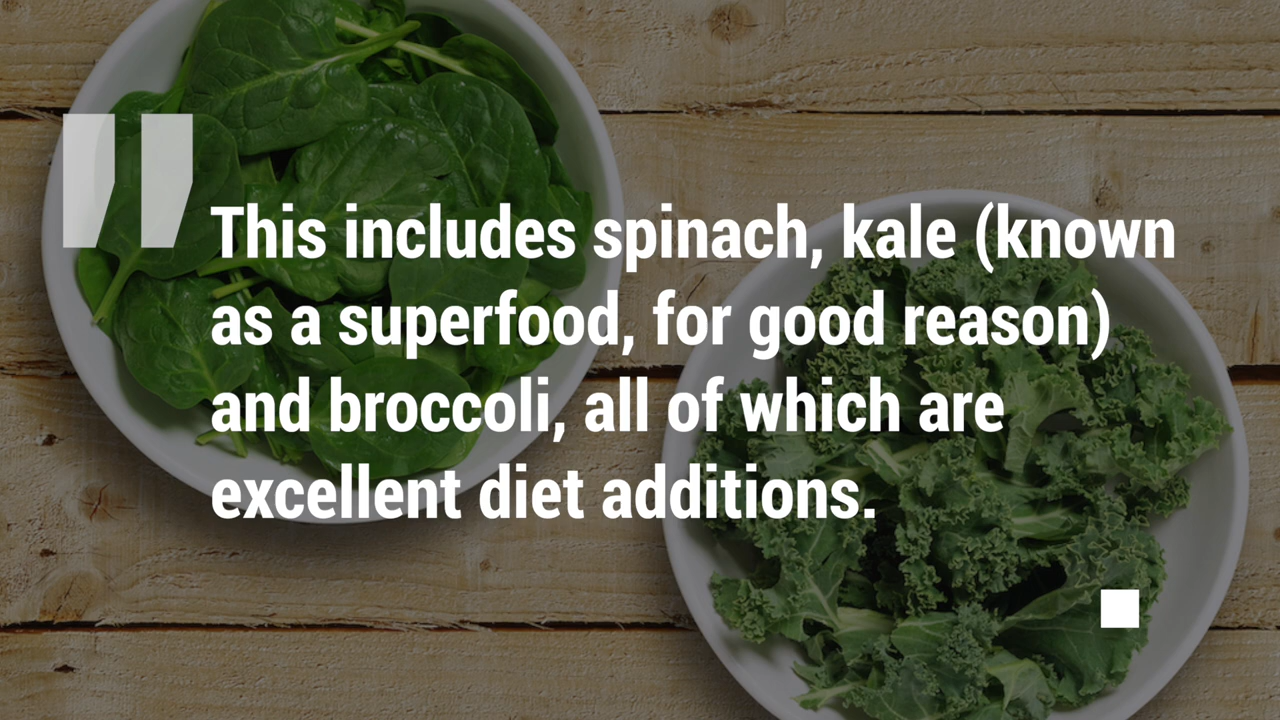 "
This includes spinach, kale (known
as a superfood, for good reason)
and broccoli, all of which are
excellent diet additions.